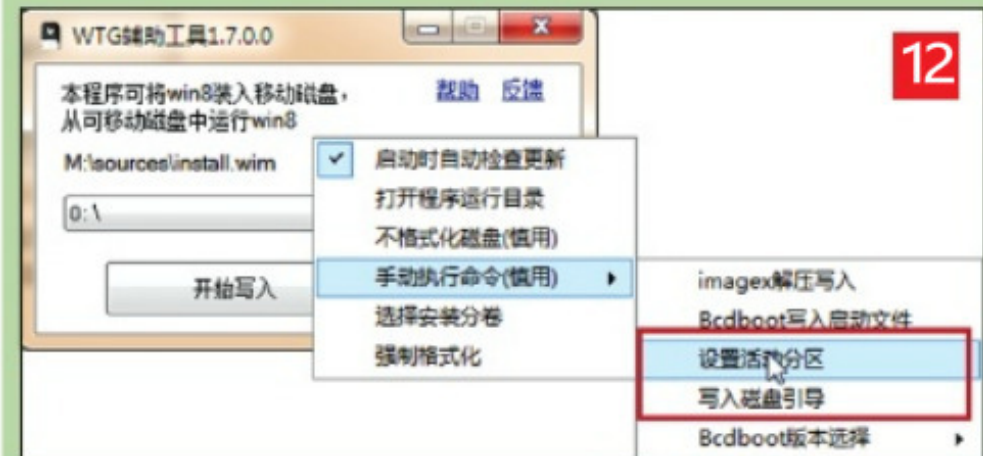 WTG辅助工具1.7.0.0
12
本程序可将win8装入移动磁盘，
从可移动磁盘中运行win8
帮助 反馈
M:\sources\install.wim
O:\
开始写入
启动时自动检查更新
打开程序运行目录
不格式化磁盘(慎用)
手动执行命令(慎用)
选择安装分卷
强制格式化
imagex解压写入
Bcdboot写入启动文件
设置活动分区
写入磁盘引导
Bcdboot版本选择